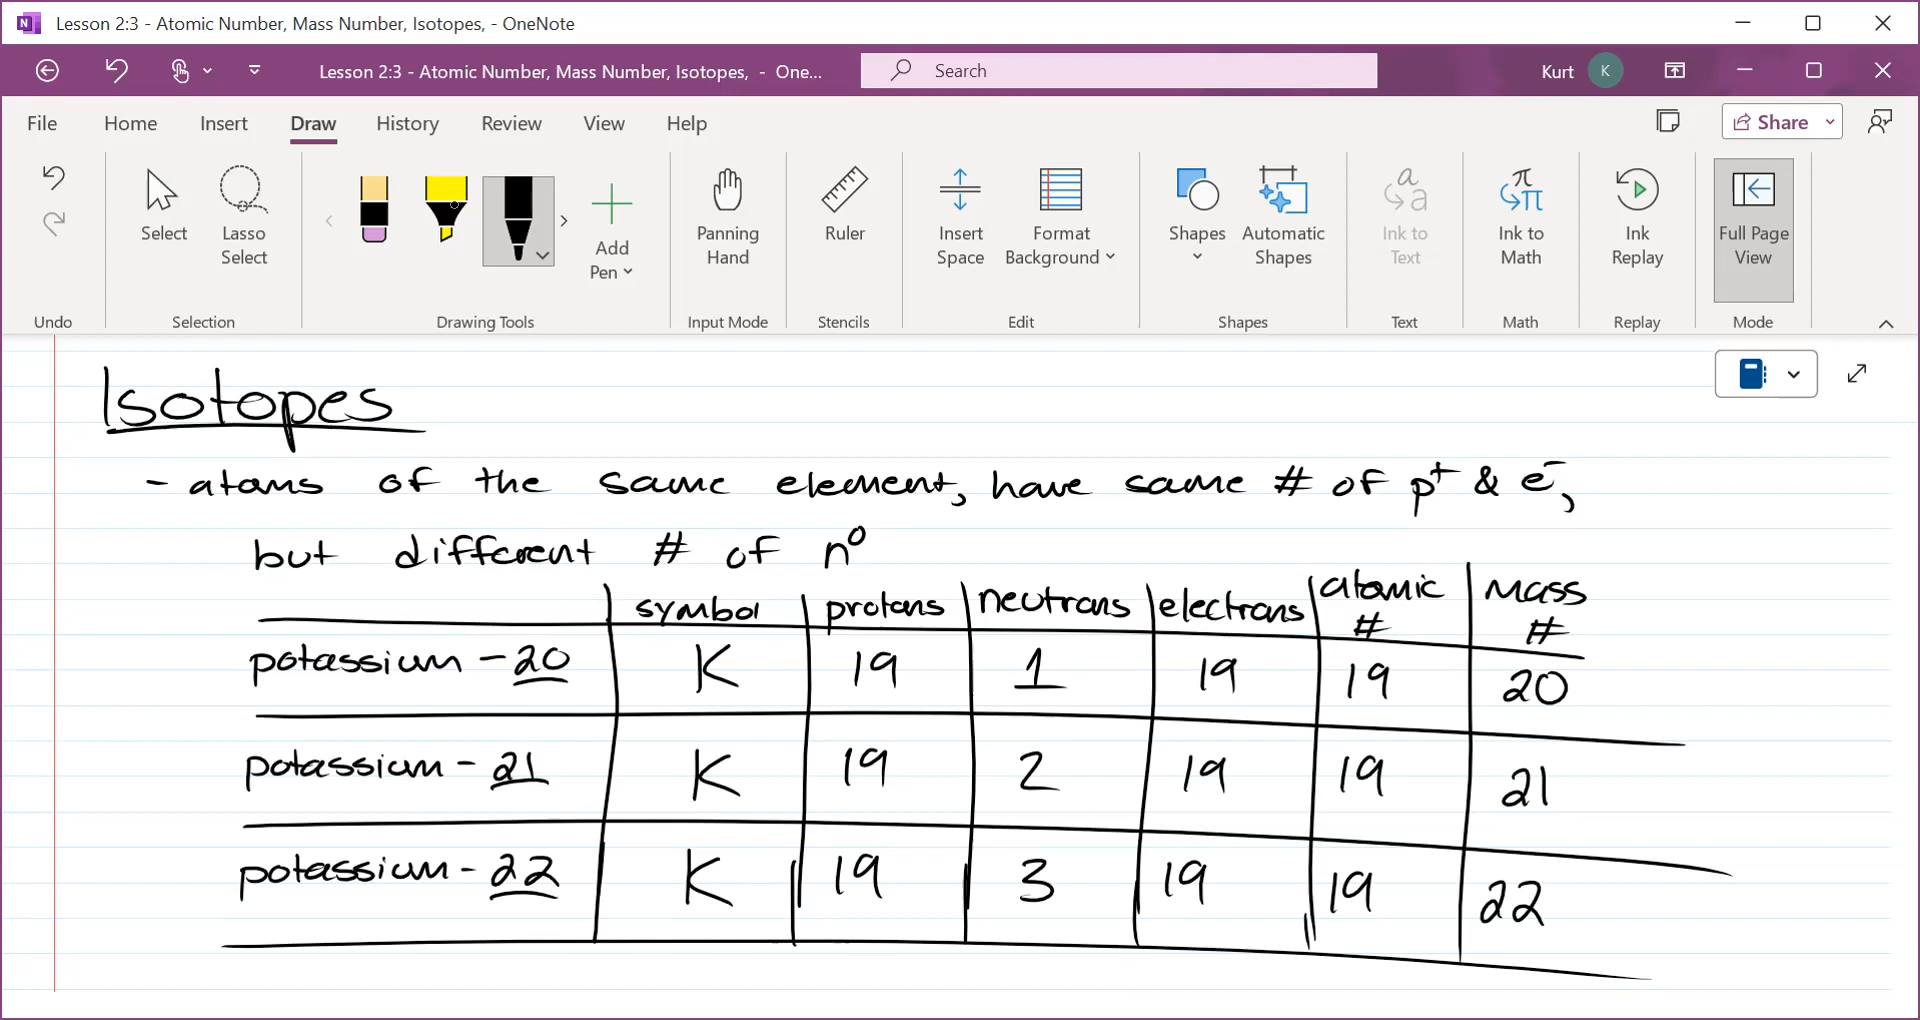 Lesson 2:3 - Atomic Number, Mass Number, Isotopes, - OneNote
Lesson 2:3 - Atomic Number, Mass Number, Isotopes, - One...
Search
Kurt K
File Home Insert Draw History Review View Help
Share
Select
Lasso Select
Add Pen
Panning Hand
Ruler
Insert Space
Format Background
Shapes
Automatic Shapes
Ink to Text
Ink to Math
Ink Replay
Full Page View
Undo Selection Drawing Tools Input Mode Stencils Edit Shapes Text Math Replay Mode
Isotopes
- atoms of the same element, have same # of p⁺ & e⁻,
but different # of n⁰
symbol protons neutrons electrons atomic # mass #
potassium - 20 K 19 1 19 19 20
potassium - 21 K 19 2 19 19 21
potassium - 22 K 19 3 19 19 22